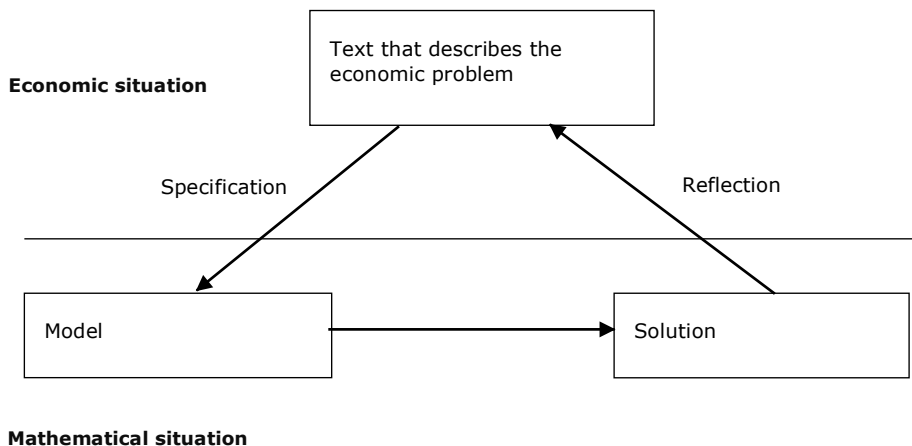 Text that describes the
economic problem
Economic situation
Specification
Reflection
Model
Solution
Mathematical situation